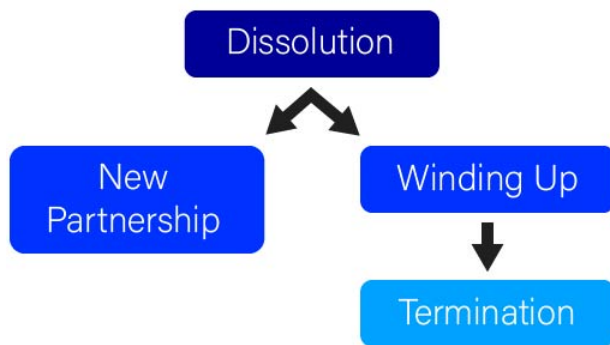 Dissolution
New
Partnership
Winding Up
Termination